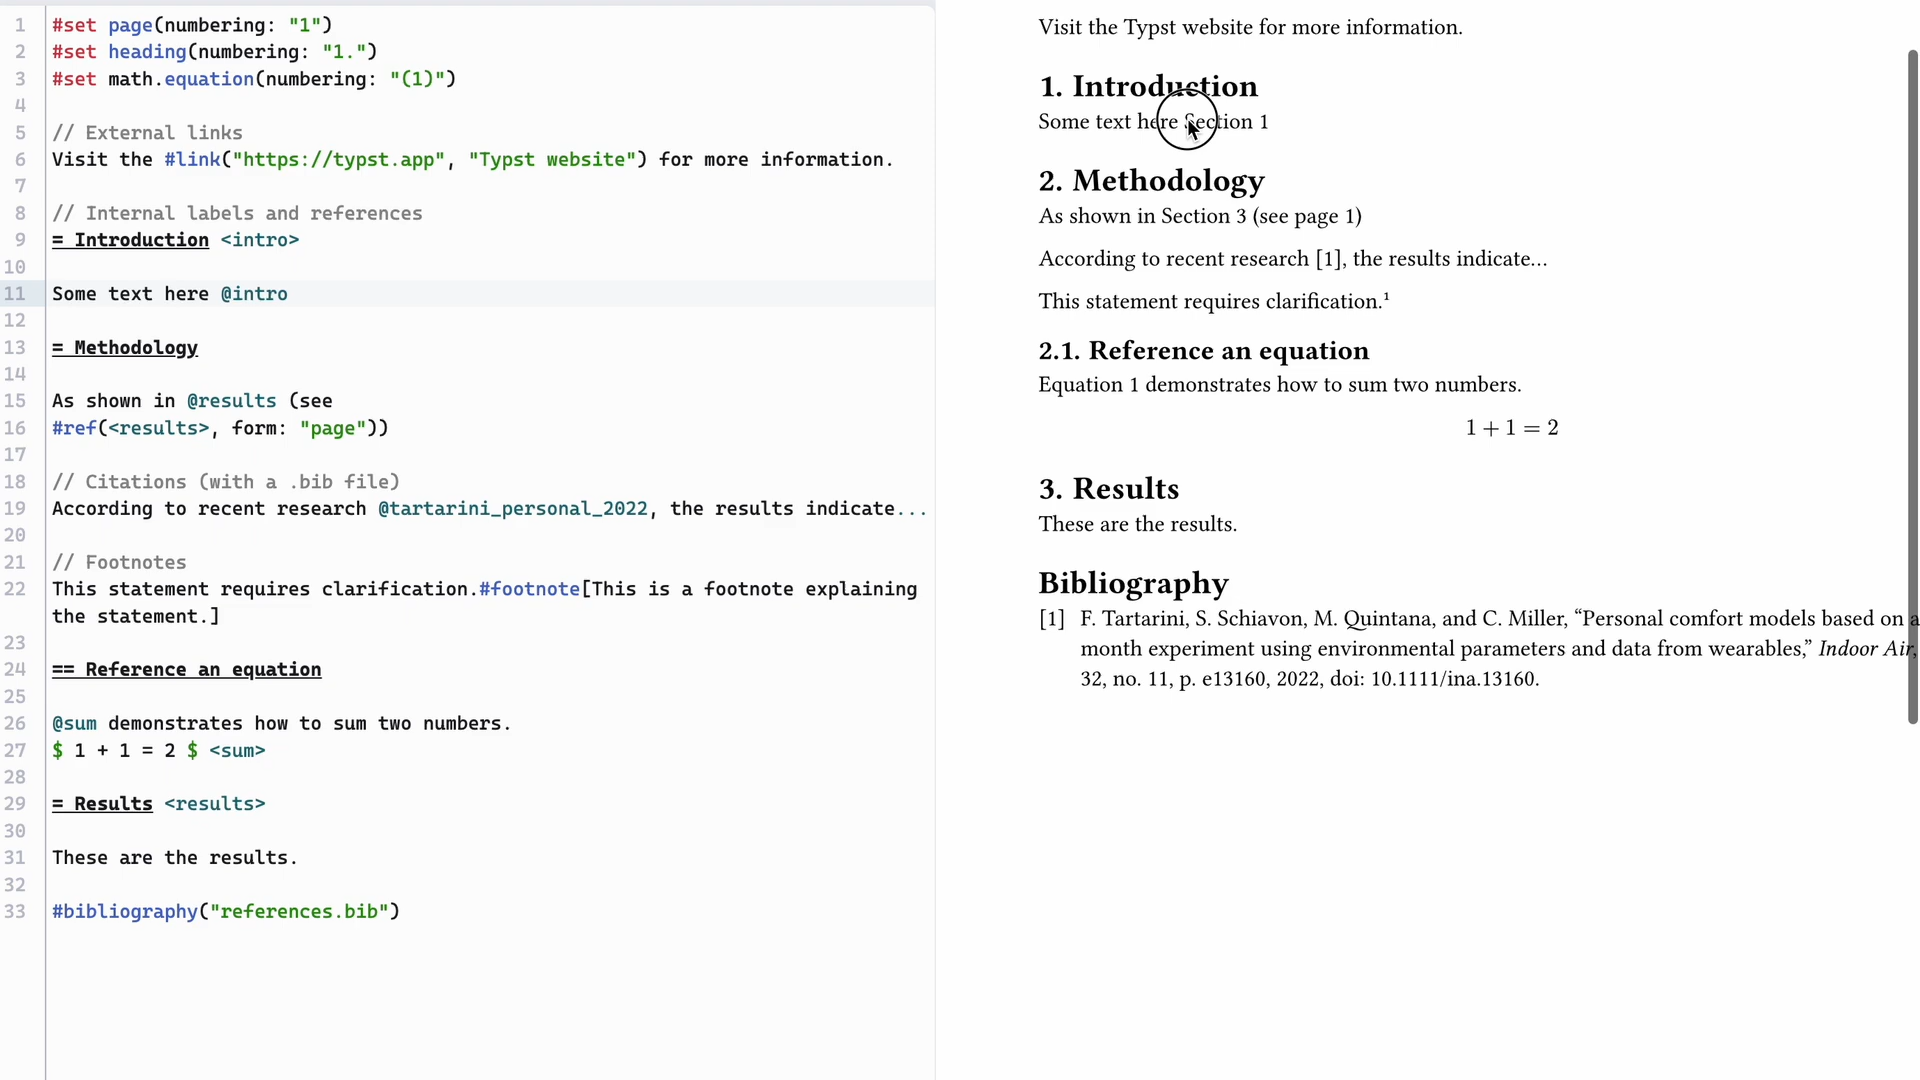 1 #set page(numbering: "1")
2 #set heading(numbering: "1.")
3 #set math.equation(numbering: "(1)")
4
5 // External links
6 Visit the #link("https://typst.app", "Typst website") for more information.
7
8 // Internal labels and references
9 = Introduction <intro>
10
11 Some text here @intro
12
13 = Methodology
14
15 As shown in @results (see
16 #ref(<results>, form: "page"))
17
18 // Citations (with a .bib file)
19 According to recent research @tartarini_personal_2022, the results indicate...
20
21 // Footnotes
22 This statement requires clarification.#footnote[This is a footnote explaining
the statement.]
23
24 == Reference an equation
25
26 @sum demonstrates how to sum two numbers.
27 $ 1 + 1 = 2 $ <sum>
28
29 = Results <results>
30
31 These are the results.
32
33 #bibliography("references.bib")
Visit the Typst website for more information.
1. Introduction
Some text here Section 1
2. Methodology
As shown in Section 3 (see page 1)
According to recent research [1], the results indicate…
This statement requires clarification.¹
2.1. Reference an equation
Equation 1 demonstrates how to sum two numbers.
1 + 1 = 2
3. Results
These are the results.
Bibliography
[1] F. Tartarini, S. Schiavon, M. Quintana, and C. Miller, “Personal comfort models based on a
month experiment using environmental parameters and data from wearables,” Indoor Air,
32, no. 11, p. e13160, 2022, doi: 10.1111/ina.13160.